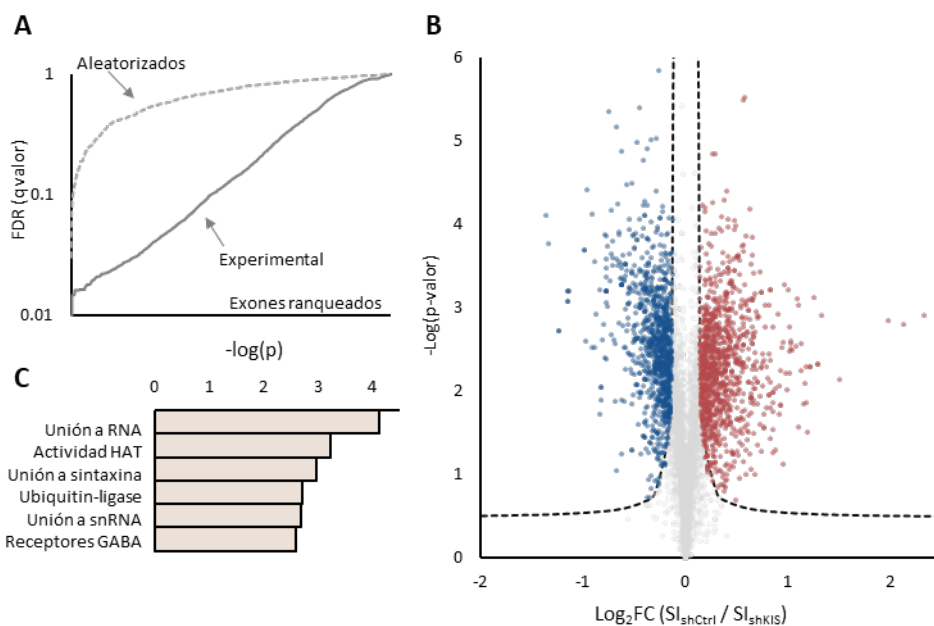 A
1
Aleatorizados
FDR (qvalor)
0.1
Experimental
Exones ranqueados
0.01
-log(p)
C
0 1 2 3 4
Unión a RNA
Actividad HAT
Unión a sintaxina
Ubiquitin-ligase
Unión a snRNA
Receptores GABA
B
6
5
4
-Log(p-valor)
3
2
1
0
-2 -1 0 1 2
Log2FC (SIshCtrl / SIshKIS)